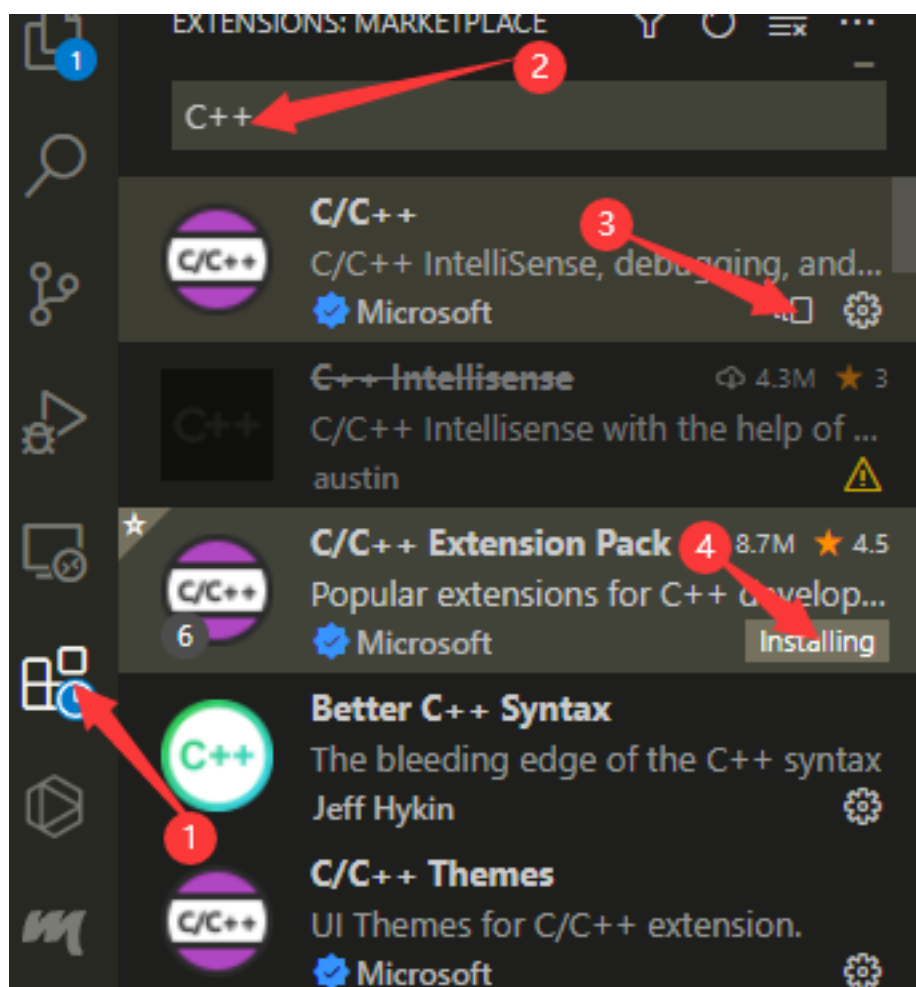 EXTENSIONS: MARKETPLACE
1
2
C++
C/C++
3
C/C++
C/C++ IntelliSense, debugging, and...
Microsoft
C++ Intellisense
4.3M
3
C++
C/C++ Intellisense with the help of ...
austin
C/C++ Extension Pack
4
8.7M
4.5
C/C++
Popular extensions for C++ develop...
6
Microsoft
Installing
Better C++ Syntax
C++
The bleeding edge of the C++ syntax
Jeff Hykin
1
C/C++ Themes
C/C++
UI Themes for C/C++ extension.
Microsoft